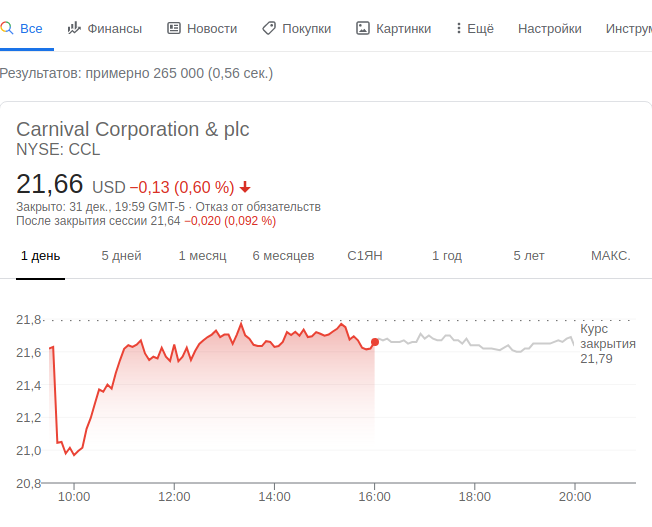 Все Финансы Новости Покупки Картинки Ещё Настройки Инструм
Результатов: примерно 265 000 (0,56 сек.)
Carnival Corporation & plc
NYSE: CCL
21,66 USD −0,13 (0,60 %)
Закрыто: 31 дек., 19:59 GMT-5 · Отказ от обязательств
После закрытия сессии 21,64 −0,020 (0,092 %)
1 день 5 дней 1 месяц 6 месяцев С1ЯН 1 год 5 лет МАКС.
21,8
Курс
закрытия
21,79
21,6
21,4
21,2
21,0
20,8
10:00 12:00 14:00 16:00 18:00 20:00